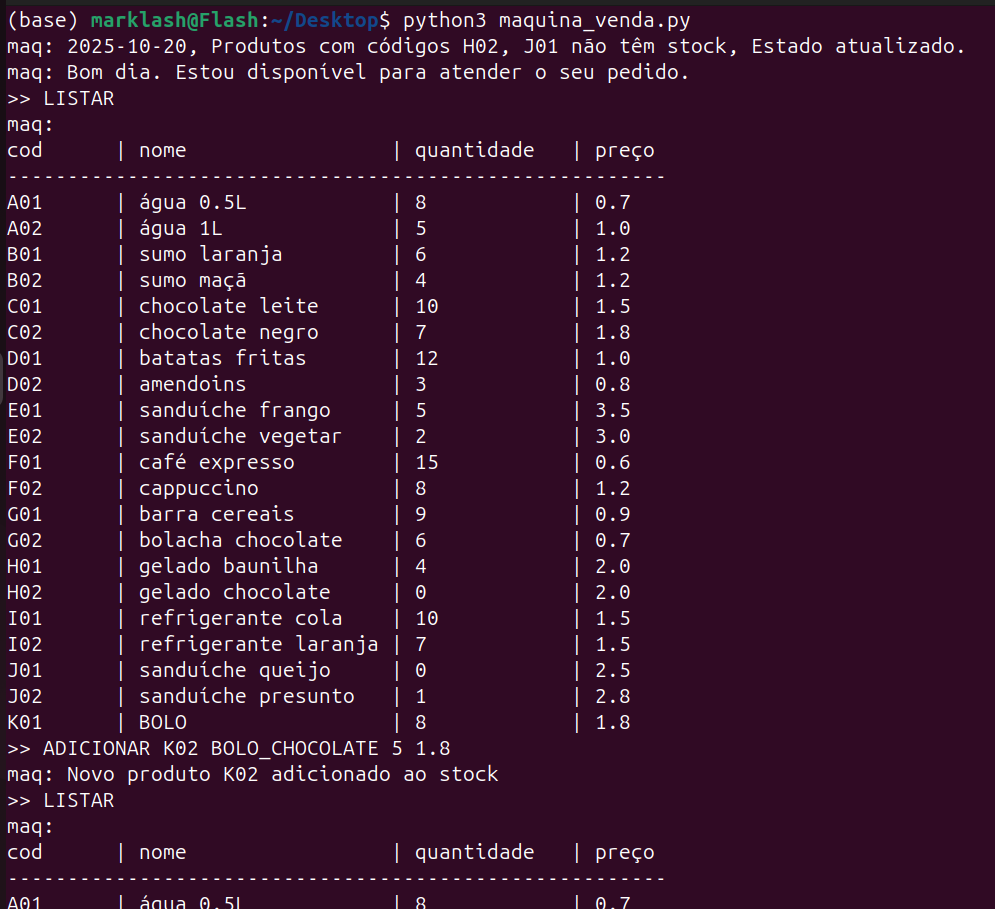 (base) marklash@Flash:~/Desktop$ python3 maquina_venda.py
maq: 2025-10-20, Produtos com códigos H02, J01 não têm stock, Estado atualizado.
maq: Bom dia. Estou disponível para atender o seu pedido.
>> LISTAR
maq:
cod | nome | quantidade | preço
-------------------------------------------------------
A01 | água 0.5L | 8 | 0.7
A02 | água 1L | 5 | 1.0
B01 | sumo laranja | 6 | 1.2
B02 | sumo maçã | 4 | 1.2
C01 | chocolate leite | 10 | 1.5
C02 | chocolate negro | 7 | 1.8
D01 | batatas fritas | 12 | 1.0
D02 | amendoins | 3 | 0.8
E01 | sanduíche frango | 5 | 3.5
E02 | sanduíche vegetar | 2 | 3.0
F01 | café expresso | 15 | 0.6
F02 | cappuccino | 8 | 1.2
G01 | barra cereais | 9 | 0.9
G02 | bolacha chocolate | 6 | 0.7
H01 | gelado baunilha | 4 | 2.0
H02 | gelado chocolate | 0 | 2.0
I01 | refrigerante cola | 10 | 1.5
I02 | refrigerante laranja | 7 | 1.5
J01 | sanduíche queijo | 0 | 2.5
J02 | sanduíche presunto | 1 | 2.8
K01 | BOLO | 8 | 1.8
>> ADICIONAR K02 BOLO_CHOCOLATE 5 1.8
maq: Novo produto K02 adicionado ao stock
>> LISTAR
maq:
cod | nome | quantidade | preço
-------------------------------------------------------
A01 | água 0.5L | 8 | 0.7